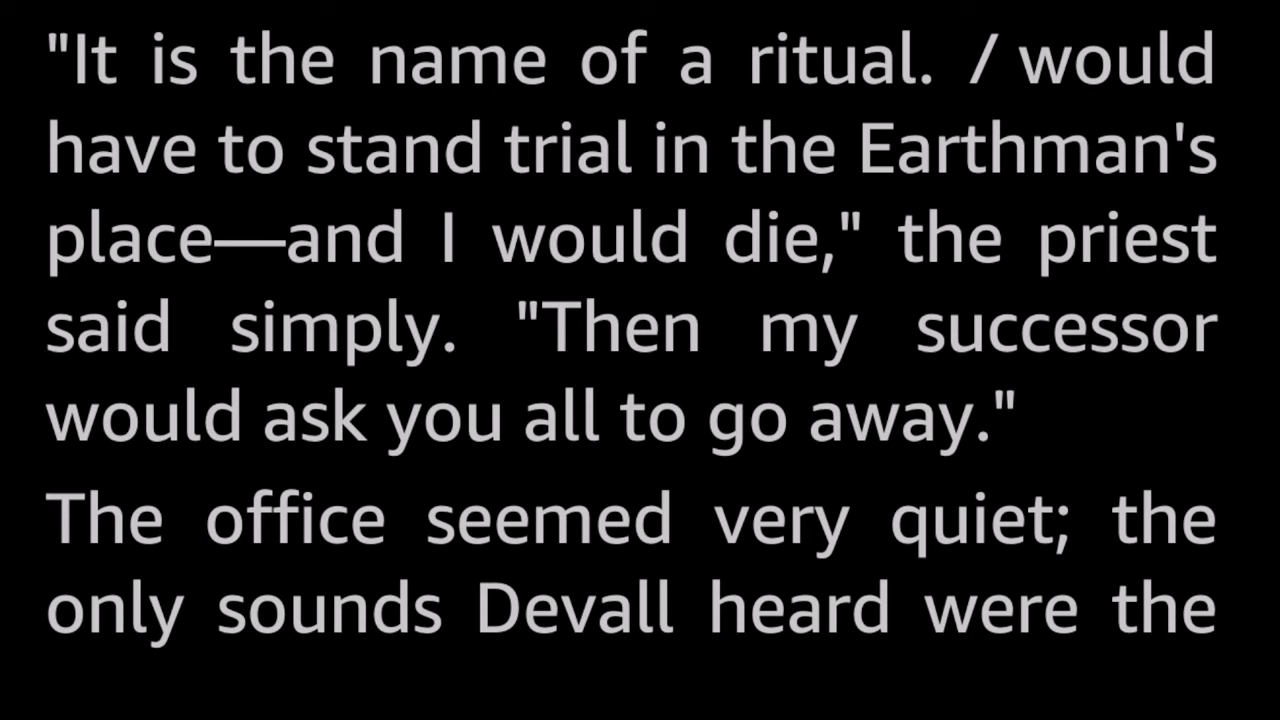 "It is the name of a ritual. / would
have to stand trial in the Earthman's
place—and I would die," the priest
said simply. "Then my successor
would ask you all to go away."
The office seemed very quiet; the
only sounds Devall heard were the